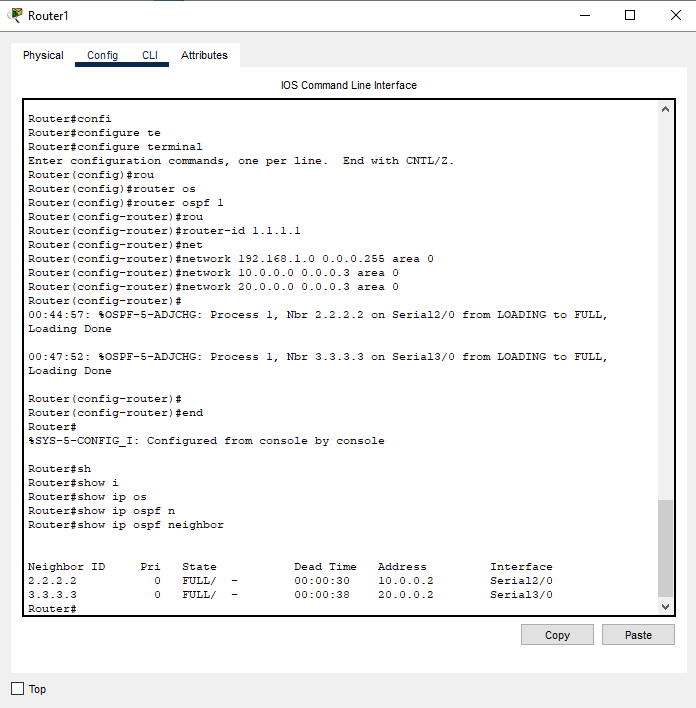 Router1
Physical Config CLI Attributes
IOS Command Line Interface
Router#confi
Router#configure te
Router#configure terminal
Enter configuration commands, one per line.  End with CNTL/Z.
Router(config)#rou
Router(config)#router os
Router(config)#router ospf 1
Router(config-router)#rou
Router(config-router)#router-id 1.1.1.1
Router(config-router)#net
Router(config-router)#network 192.168.1.0 0.0.0.255 area 0
Router(config-router)#network 10.0.0.0 0.0.0.3 area 0
Router(config-router)#network 20.0.0.0 0.0.0.3 area 0
Router(config-router)#
00:44:57: %OSPF-5-ADJCHG: Process 1, Nbr 2.2.2.2 on Serial2/0 from LOADING to FULL,
Loading Done
00:47:52: %OSPF-5-ADJCHG: Process 1, Nbr 3.3.3.3 on Serial3/0 from LOADING to FULL,
Loading Done
Router(config-router)#
Router(config-router)#end
Router#
%SYS-5-CONFIG_I: Configured from console by console
Router#sh
Router#show i
Router#show ip os
Router#show ip ospf n
Router#show ip ospf neighbor
Neighbor ID     Pri   State           Dead Time   Address         Interface
2.2.2.2           0   FULL/  -        00:00:30    10.0.0.2        Serial2/0
3.3.3.3           0   FULL/  -        00:00:38    20.0.0.2        Serial3/0
Router#
Copy Paste
Top